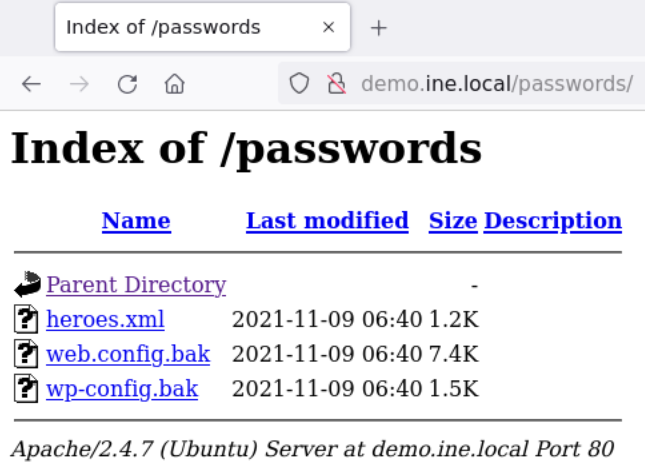 Index of /passwords
demo.ine.local/passwords/
Index of /passwords
Name Last modified Size Description
Parent Directory -
heroes.xml 2021-11-09 06:40 1.2K
web.config.bak 2021-11-09 06:40 7.4K
wp-config.bak 2021-11-09 06:40 1.5K
Apache/2.4.7 (Ubuntu) Server at demo.ine.local Port 80